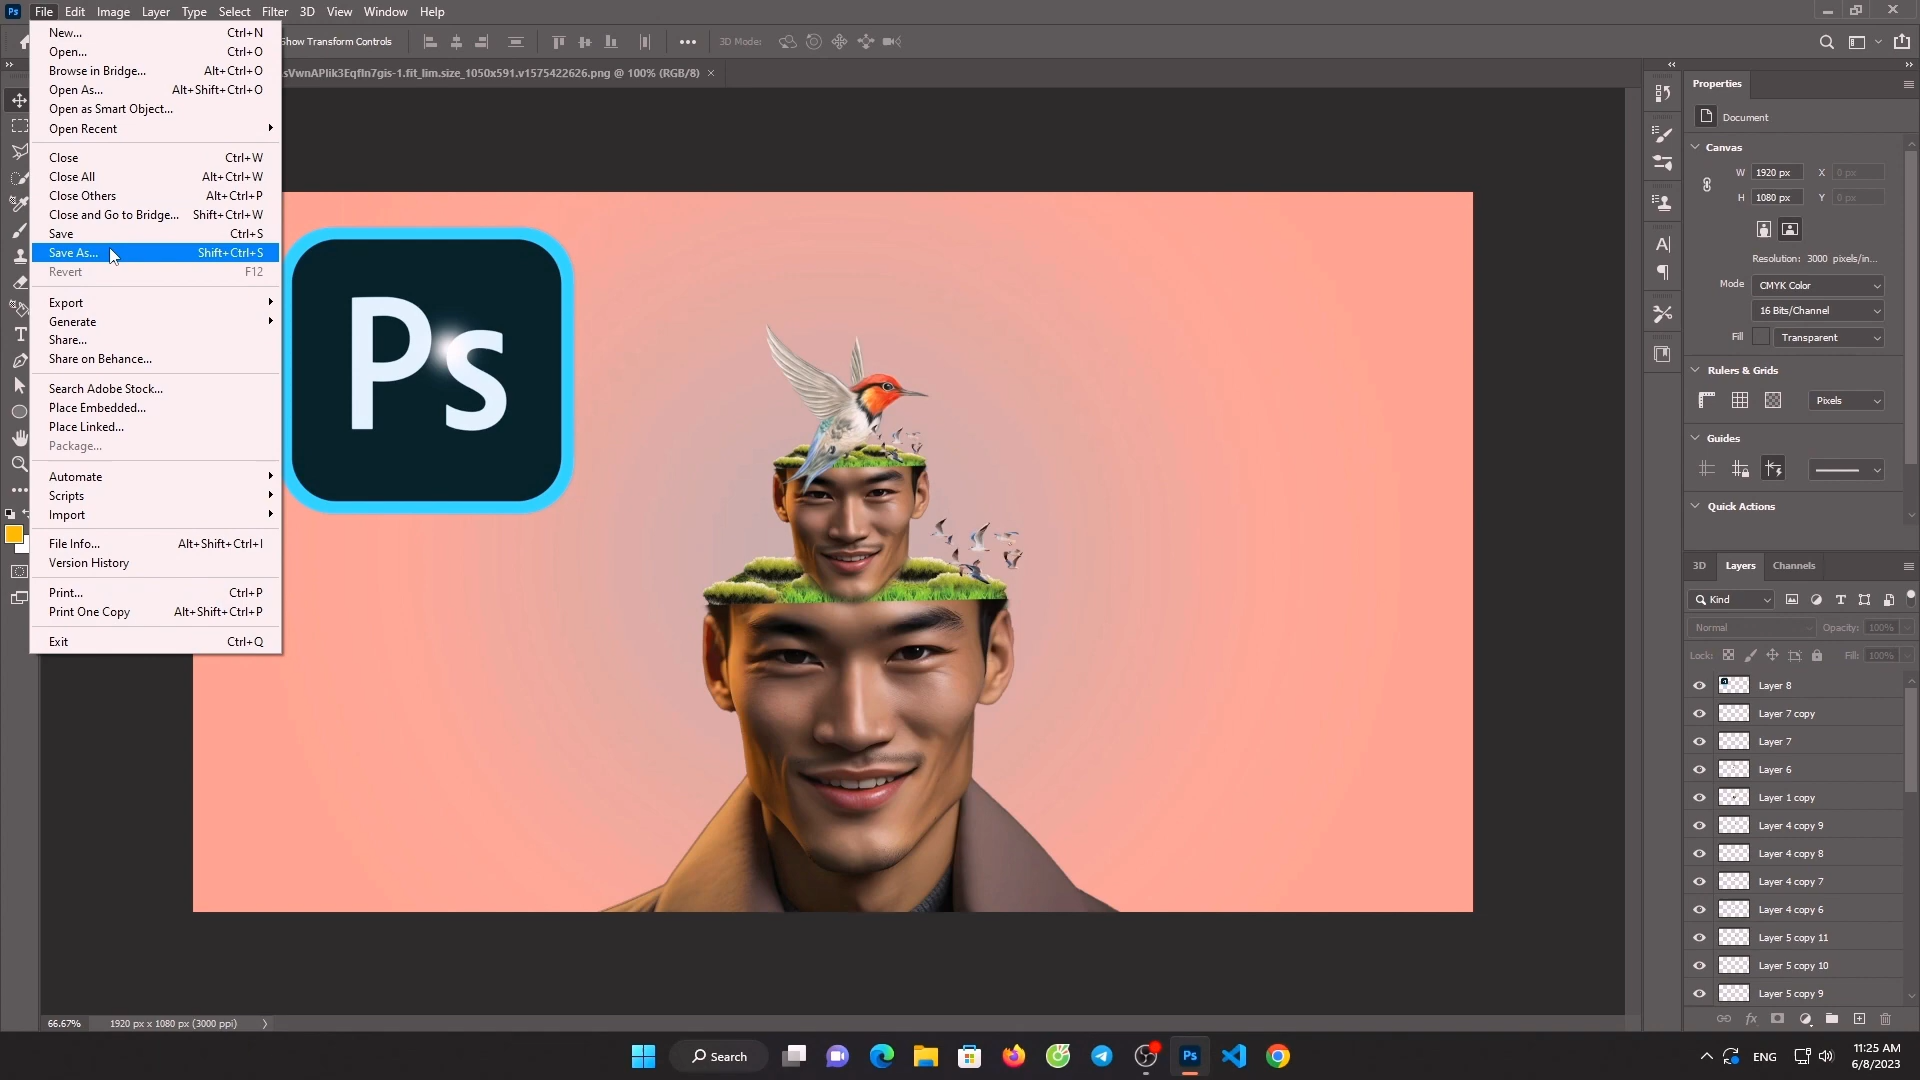 Ps File Edit Image Layer Type Select Filter 3D View Window Help
Show Transform Controls 3D Mode:
sVwnAPlik3Eqfln7gis-1.fit_lim.size_1050x591.v1575422626.png @ 100% (RGB/8)
New... Ctrl+N
Open... Ctrl+O
Browse in Bridge... Alt+Ctrl+O
Open As... Alt+Shift+Ctrl+O
Open as Smart Object...
Open Recent
Close Ctrl+W
Close All Alt+Ctrl+W
Close Others Alt+Ctrl+P
Close and Go to Bridge... Shift+Ctrl+W
Save Ctrl+S
Save As... Shift+Ctrl+S
Revert F12
Export
Generate
Share...
Share on Behance...
Search Adobe Stock...
Place Embedded...
Place Linked...
Package...
Automate
Scripts
Import
File Info... Alt+Shift+Ctrl+I
Version History
Print... Ctrl+P
Print One Copy Alt+Shift+Ctrl+P
Exit Ctrl+Q
Ps
Properties
Document
Canvas
W 1920 px X 0 px
H 1080 px Y 0 px
Resolution: 3000 pixels/in...
Mode CMYK Color
16 Bits/Channel
Fill Transparent
Rulers & Grids
Pixels
Guides
Quick Actions
3D Layers Channels
Kind
Normal Opacity: 100%
Lock: Fill: 100%
Layer 8
Layer 7 copy
Layer 7
Layer 6
Layer 1 copy
Layer 4 copy 9
Layer 4 copy 8
Layer 4 copy 7
Layer 4 copy 6
Layer 5 copy 11
Layer 5 copy 10
Layer 5 copy 9
66.67% 1920 px x 1080 px (3000 ppi)
Search Ps ENG 11:25 AM
6/8/2023